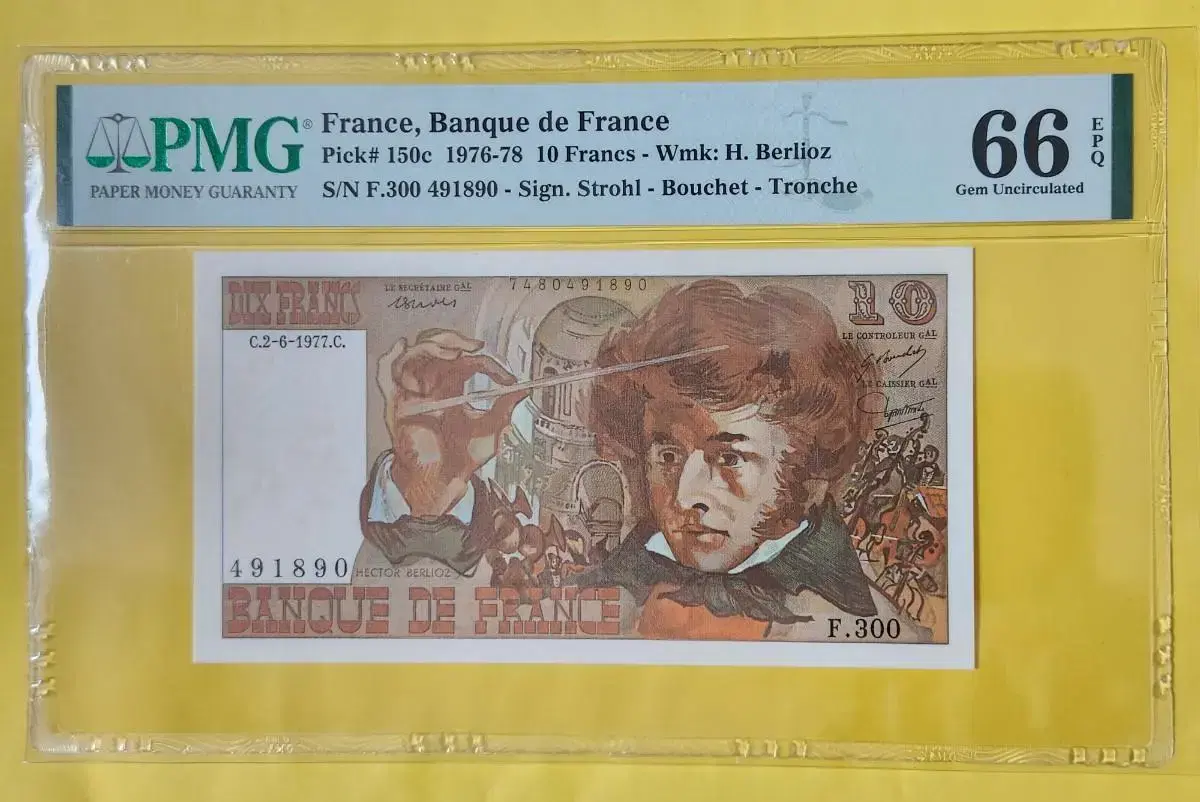 PMG®
PAPER MONEY GUARANTY
France, Banque de France
Pick# 150c 1976-78 10 Francs - Wmk: H. Berlioz
S/N F.300 491890 - Sign. Strohl - Bouchet - Tronche
66
EPQ
Gem Uncirculated
DIX FRANCS
LE SECRÉTAIRE GAL
7480491890
10
C.2-6-1977.C.
LE CONTROLEUR GAL
LE CAISSIER GAL
491890
HECTOR BERLIOZ
BANQUE DE FRANCE
F.300